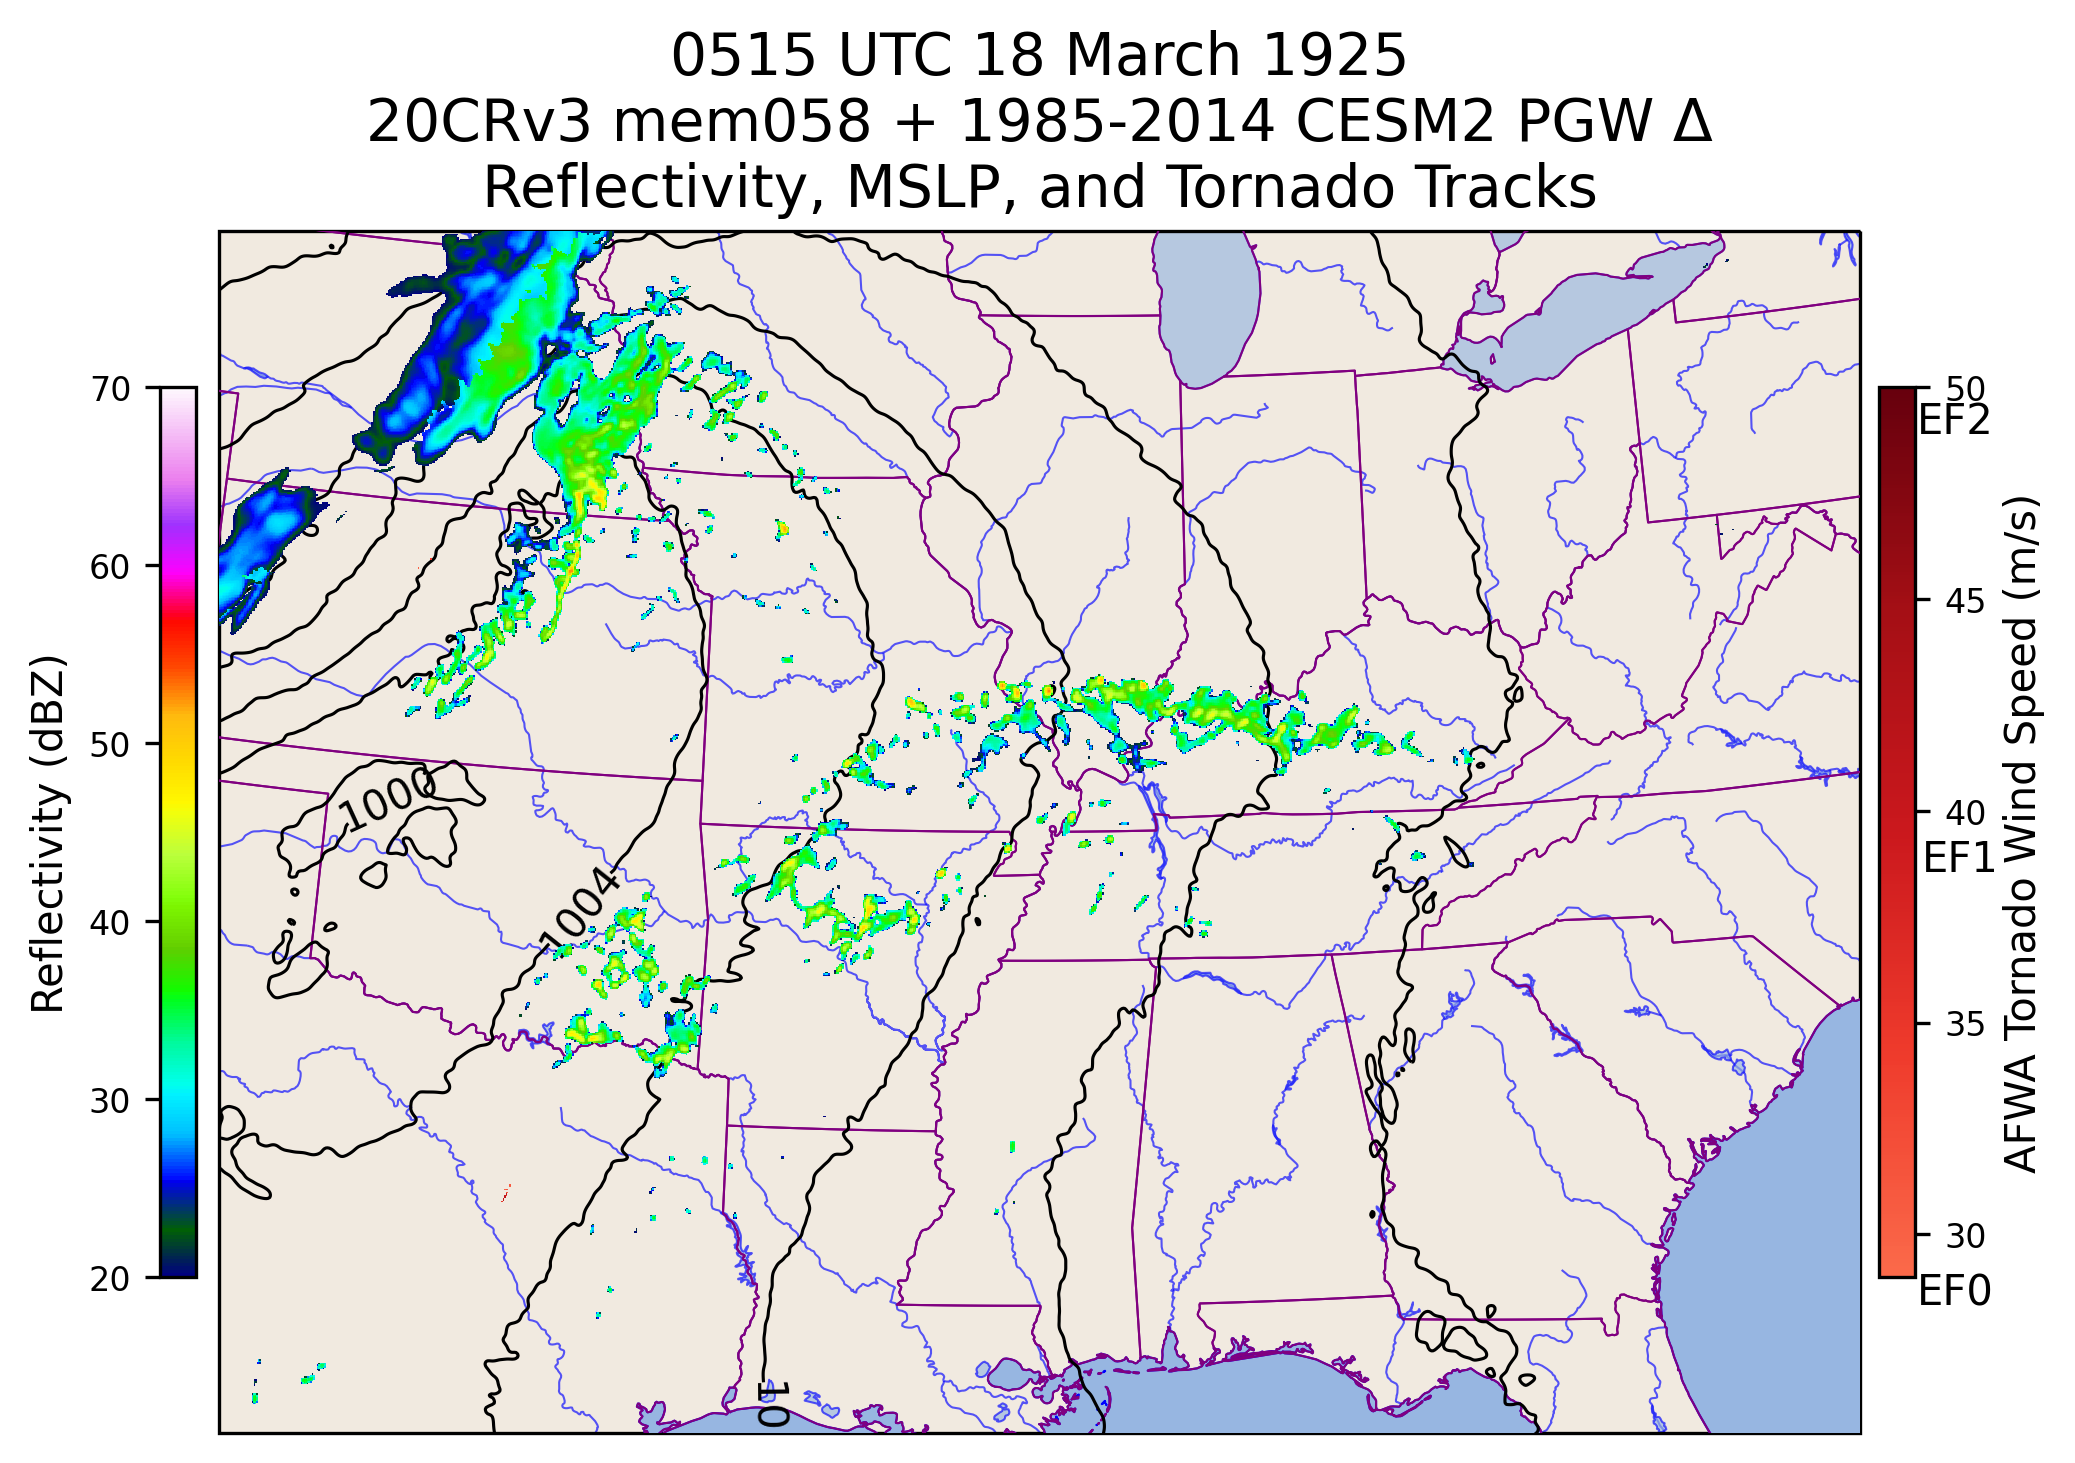 0515 UTC 18 March 1925
20CRv3 mem058 + 1985-2014 CESM2 PGW Δ
Reflectivity, MSLP, and Tornado Tracks
70
60
50
40
30
20
Reflectivity (dBZ)
1000
1004
10
50
EF2
45
40
EF1
35
30
EF0
AFWA Tornado Wind Speed (m/s)